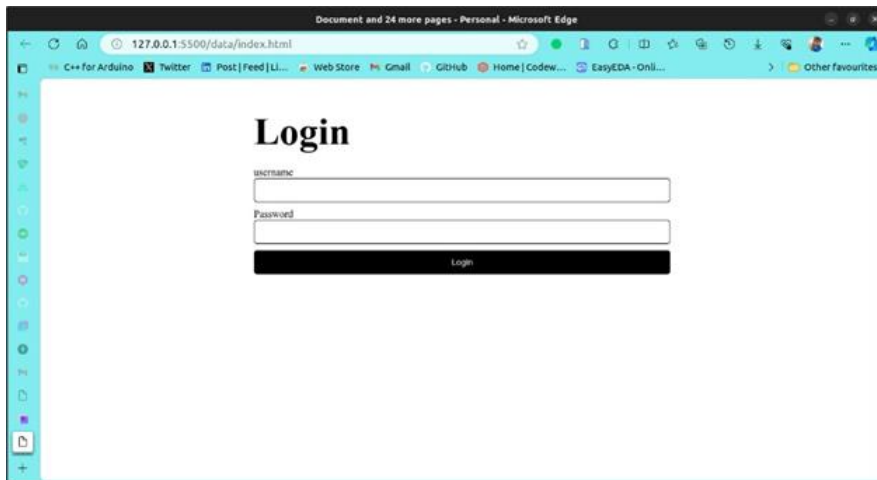 Document and 24 more pages - Personal - Microsoft Edge
127.0.0.1:5500/data/index.html
C++ for Arduino Twitter Post | Feed | Li... Web Store Gmail GitHub Home | Codew... EasyEDA - Onli... Other favourites
Login
username
Password
Login